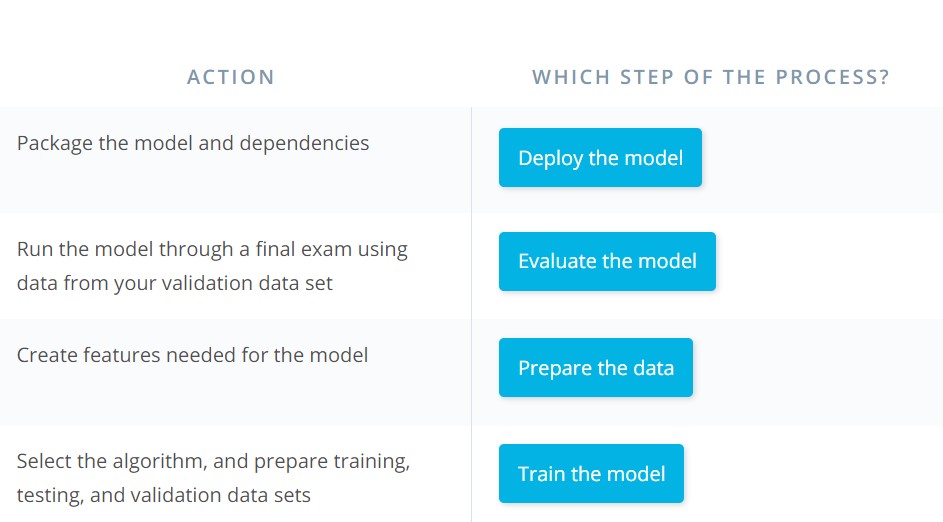 ACTION
WHICH STEP OF THE PROCESS?
Package the model and dependencies
Deploy the model
Run the model through a final exam using
data from your validation data set
Evaluate the model
Create features needed for the model
Prepare the data
Select the algorithm, and prepare training,
testing, and validation data sets
Train the model